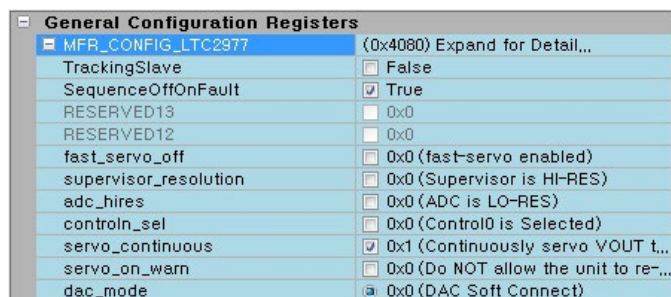 General Configuration Registers
MFR_CONFIG_LTC2977 (0x4080) Expand for Detail...
TrackingSlave False
SequenceOffOnFault True
RESERVED13 0x0
RESERVED12 0x0
fast_servo_off 0x0 (fast-servo enabled)
supervisor_resolution 0x0 (Supervisor is HI-RES)
adc_hires 0x0 (ADC is LO-RES)
controln_sel 0x0 (Control0 is Selected)
servo_continuous 0x1 (Continuously servo VOUT t...
servo_on_warn 0x0 (Do NOT allow the unit to re-...
dac_mode 0x0 (DAC Soft Connect)